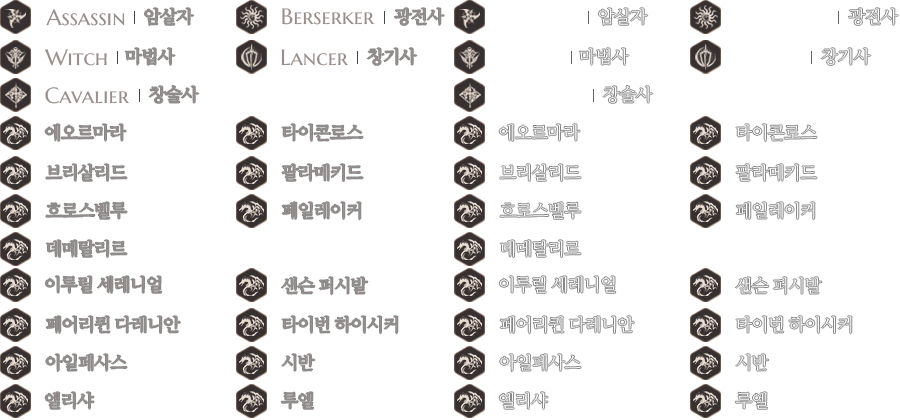 ASSASSIN | 암살자 BERSERKER | 광전사 | 암살자 | 광전사
WITCH | 마법사 LANCER | 창기사 | 마법사 | 창기사
CAVALIER | 창술사 | 창술사
에오르마라 타이콘로스 에오르마라 타이콘로스
브리살리드 팔라메키드 브리살리드 팔라메키드
흐로스벨루 페일레이커 흐로스벨루 페일레이커
데메탈리르 데메탈리르
이루릴 세레니얼 샌슨 퍼시발 이루릴 세레니얼 샌슨 퍼시발
페어리퀸 다레니안 타이번 하이시커 페어리퀸 다레니안 타이번 하이시커
아일페사스 시반 아일페사스 시반
엘리샤 루엘 엘리샤 루엘